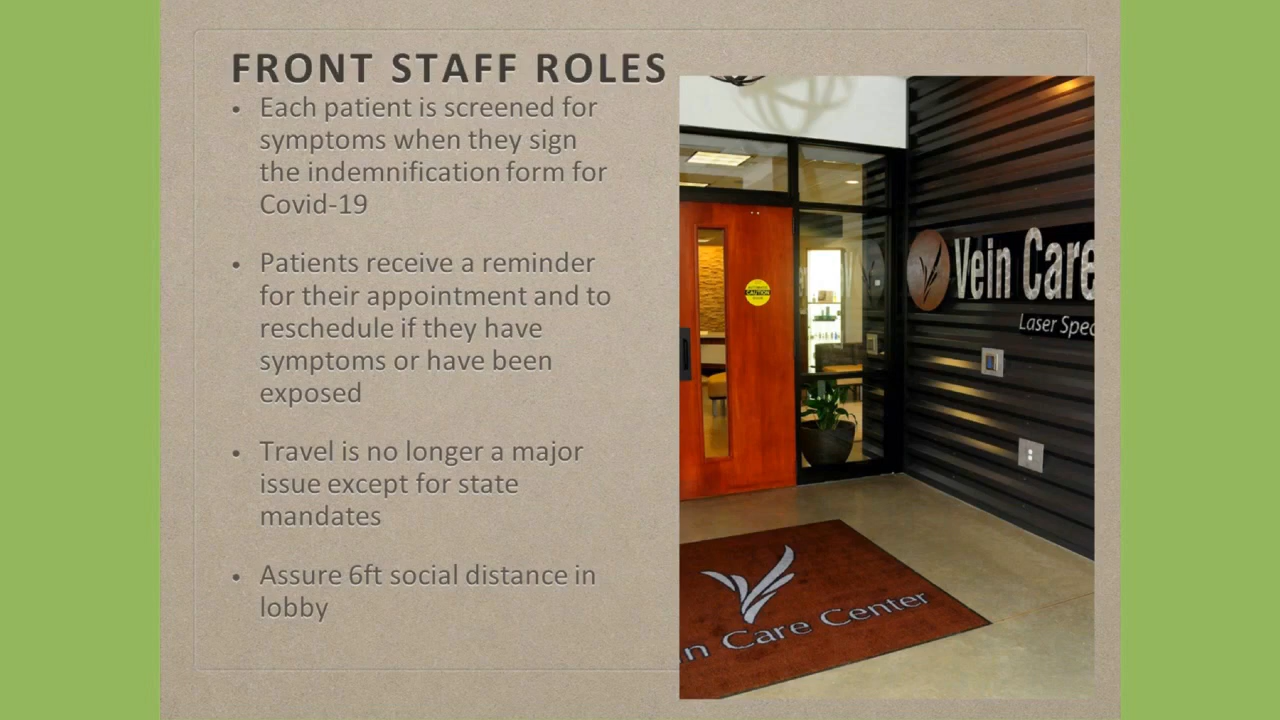 FRONT STAFF ROLES
• Each patient is screened for
symptoms when they sign
the indemnification form for
Covid-19
• Patients receive a reminder
for their appointment and to
reschedule if they have
symptoms or have been
exposed
• Travel is no longer a major
issue except for state
mandates
• Assure 6ft social distance in
lobby
CAUTION
Vein Care
Laser Spec
in Care Center